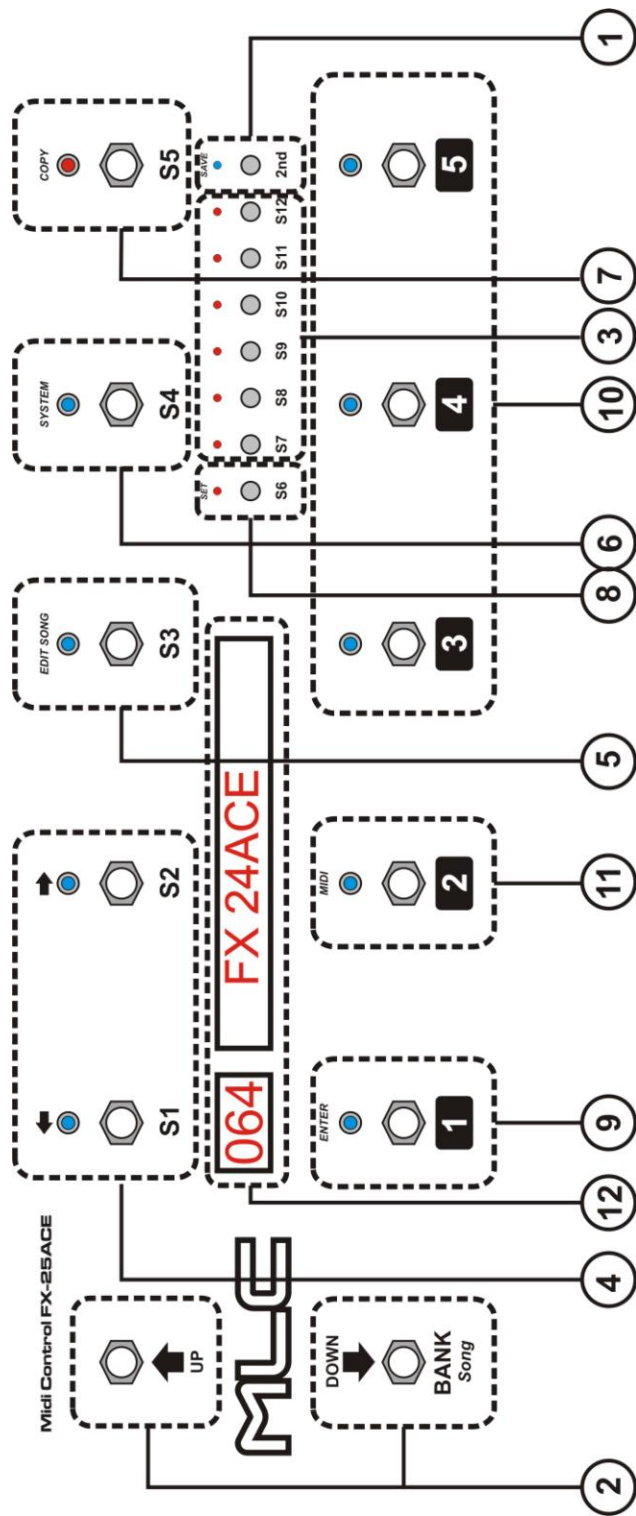 Midi Control FX-25ACE
UP
S1
S2
EDIT SONG
S3
SYSTEM
S4
COPY
S5
MLC
064
FX 24ACE
SET
S6
S7
S8
S9
S10
S11
S12
SAVE
2nd
DOWN
BANK
Song
ENTER
1
MIDI
2
3
4
5
2
4
12
9
11
5
8
6
10
3
7
1